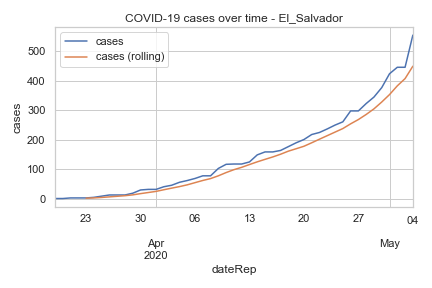 COVID-19 cases over time - El_Salvador
cases
cases (rolling)
cases
500
400
300
200
100
0
23 30 06 13 20 27 04
Apr May
2020
dateRep